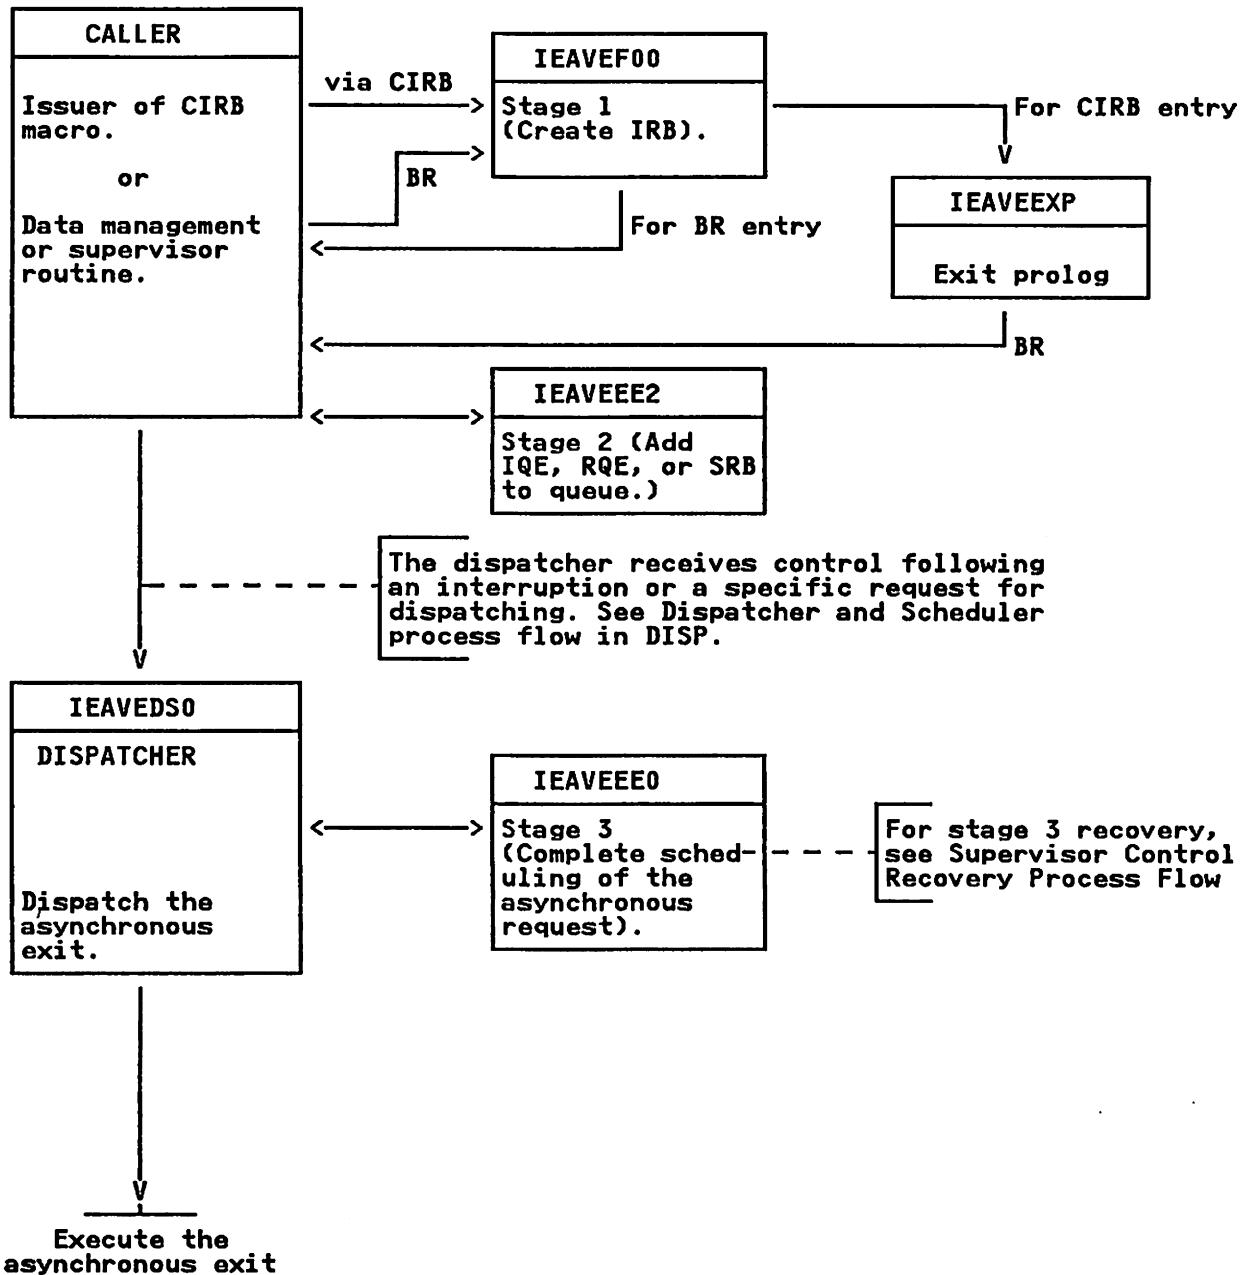 CALLER
Issuer of CIRB
macro.
or
Data management
or supervisor
routine.
via CIRB
BR
IEAVEF00
Stage 1
(Create IRB).
For BR entry
For CIRB entry
IEAVEEXP
Exit prolog
BR
IEAVEEE2
Stage 2 (Add
IQE, RQE, or SRB
to queue.)
The dispatcher receives control following
an interruption or a specific request for
dispatching. See Dispatcher and Scheduler
process flow in DISP.
IEAVEDS0
DISPATCHER
Dispatch the
asynchronous
exit.
IEAVEEE0
Stage 3
(Complete sched-
uling of the
asynchronous
request).
For stage 3 recovery,
see Supervisor Control
Recovery Process Flow
Execute the
asynchronous exit